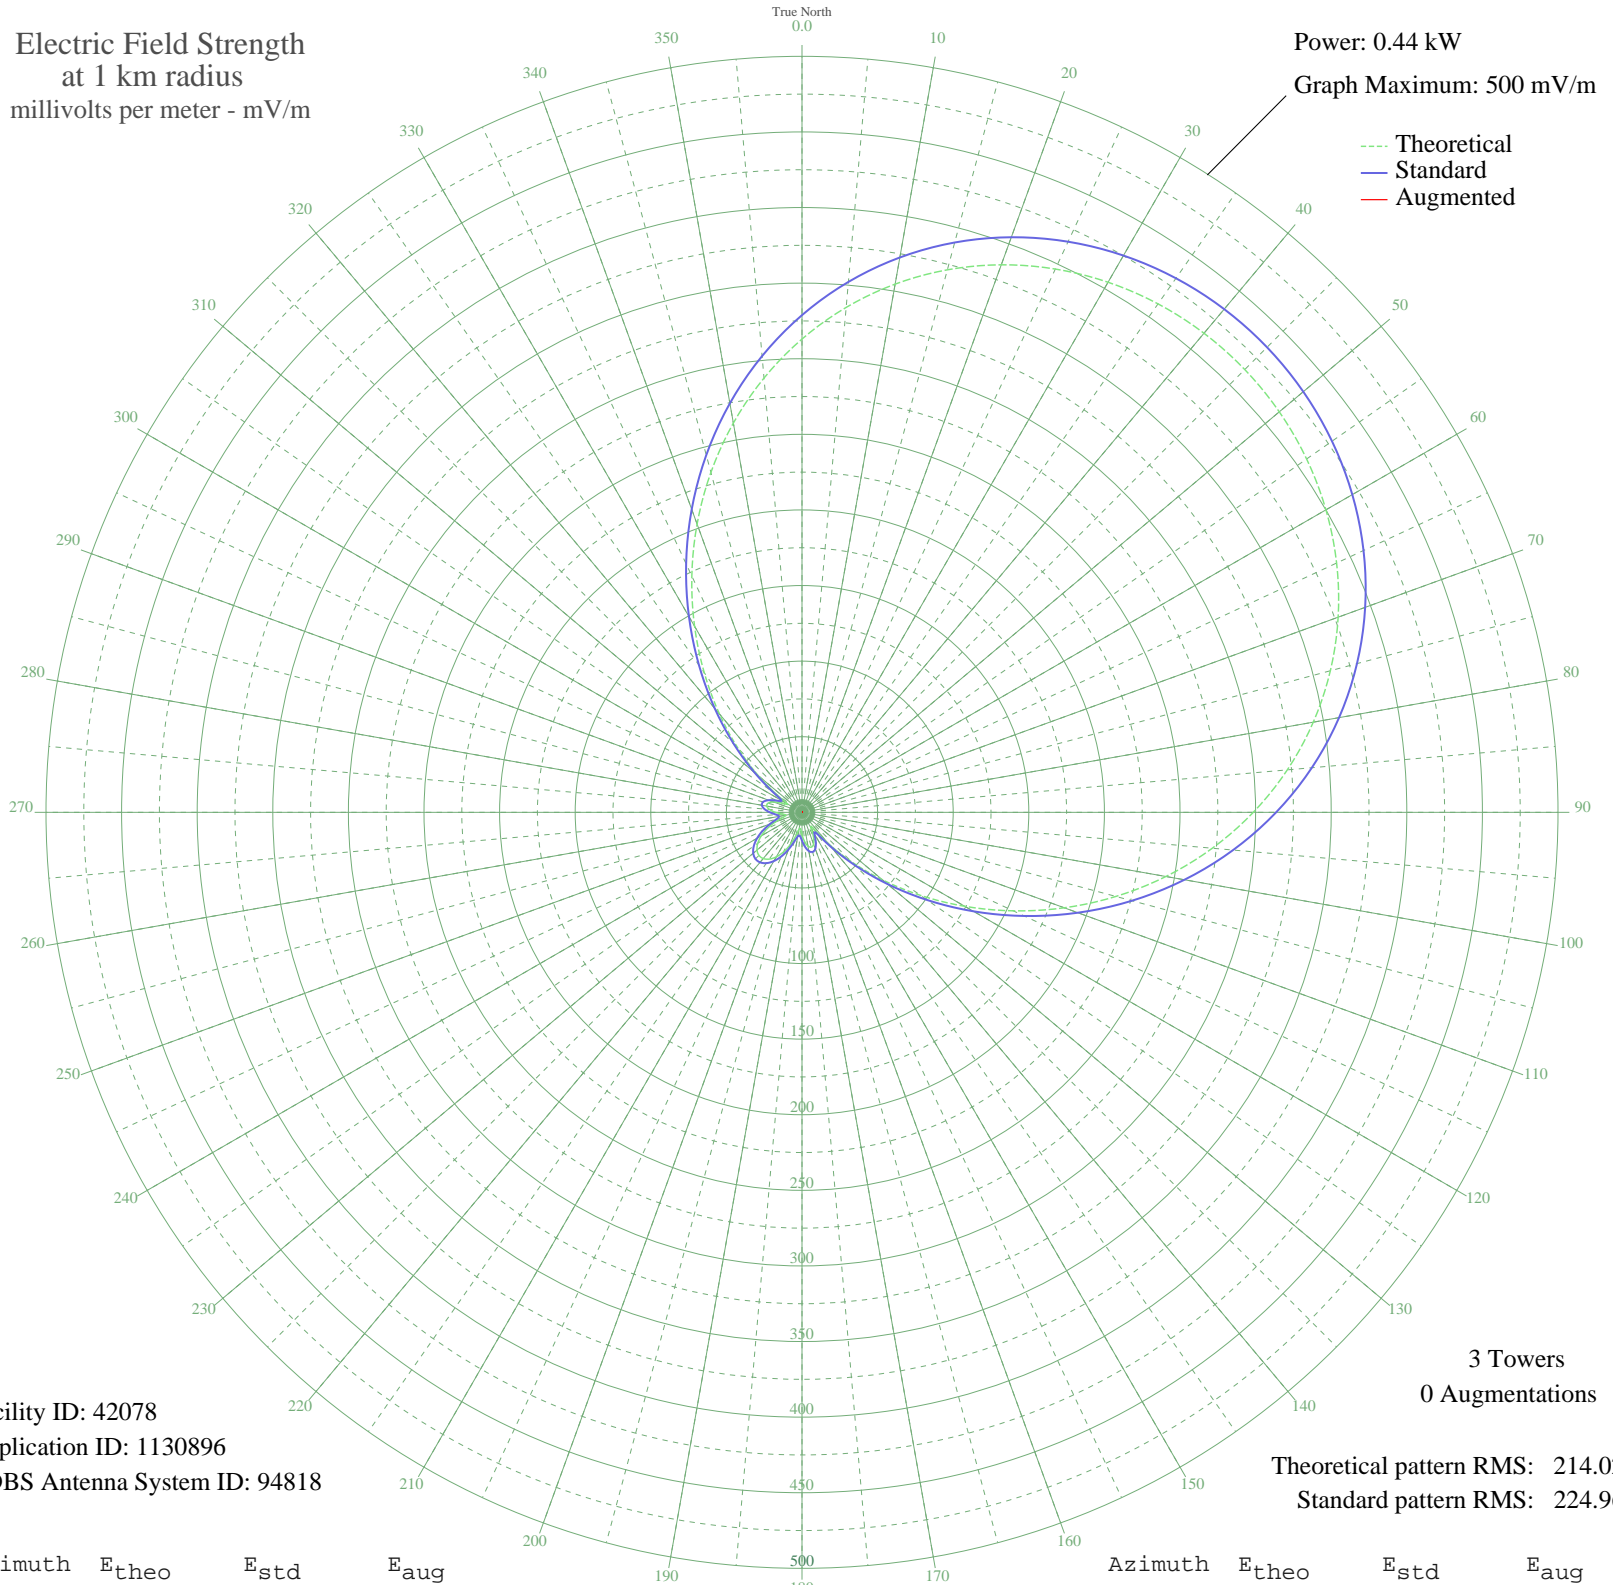 True North
0.0
Electric Field Strength
at 1 km radius
millivolts per meter - mV/m
Power: 0.44 kW
Graph Maximum: 500 mV/m
Theoretical
Standard
Augmented
10
20
30
40
50
60
70
80
90
100
110
120
130
140
150
160
170
190
200
210
220
230
240
250
260
270
280
290
300
310
320
330
340
350
100
150
200
250
300
350
400
450
500
3 Towers
0 Augmentations
cility ID: 42078
plication ID: 1130896
DBS Antenna System ID: 94818
Theoretical pattern RMS: 214.0
Standard pattern RMS: 224.9
imuth Etheo Estd Eaug
Azimuth Etheo Estd Eaug